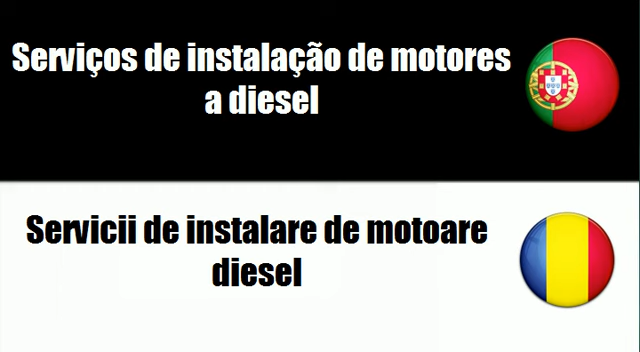 Serviços de instalação de motores
a diesel
Servicii de instalare de motoare
diesel